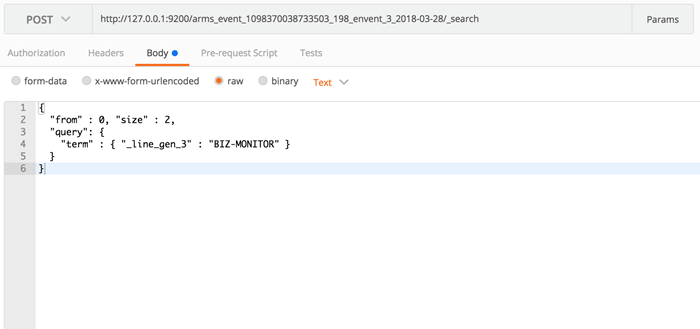 POST http://127.0.0.1:9200/arms_event_1098370038733503_198_envent_3_2018-03-28/_search Params
Authorization Headers Body Pre-request Script Tests
form-data x-www-form-urlencoded raw binary Text
1 {
2 "from" : 0, "size" : 2,
3 "query": {
4 "term" : { "_line_gen_3" : "BIZ-MONITOR" }
5 }
6 }